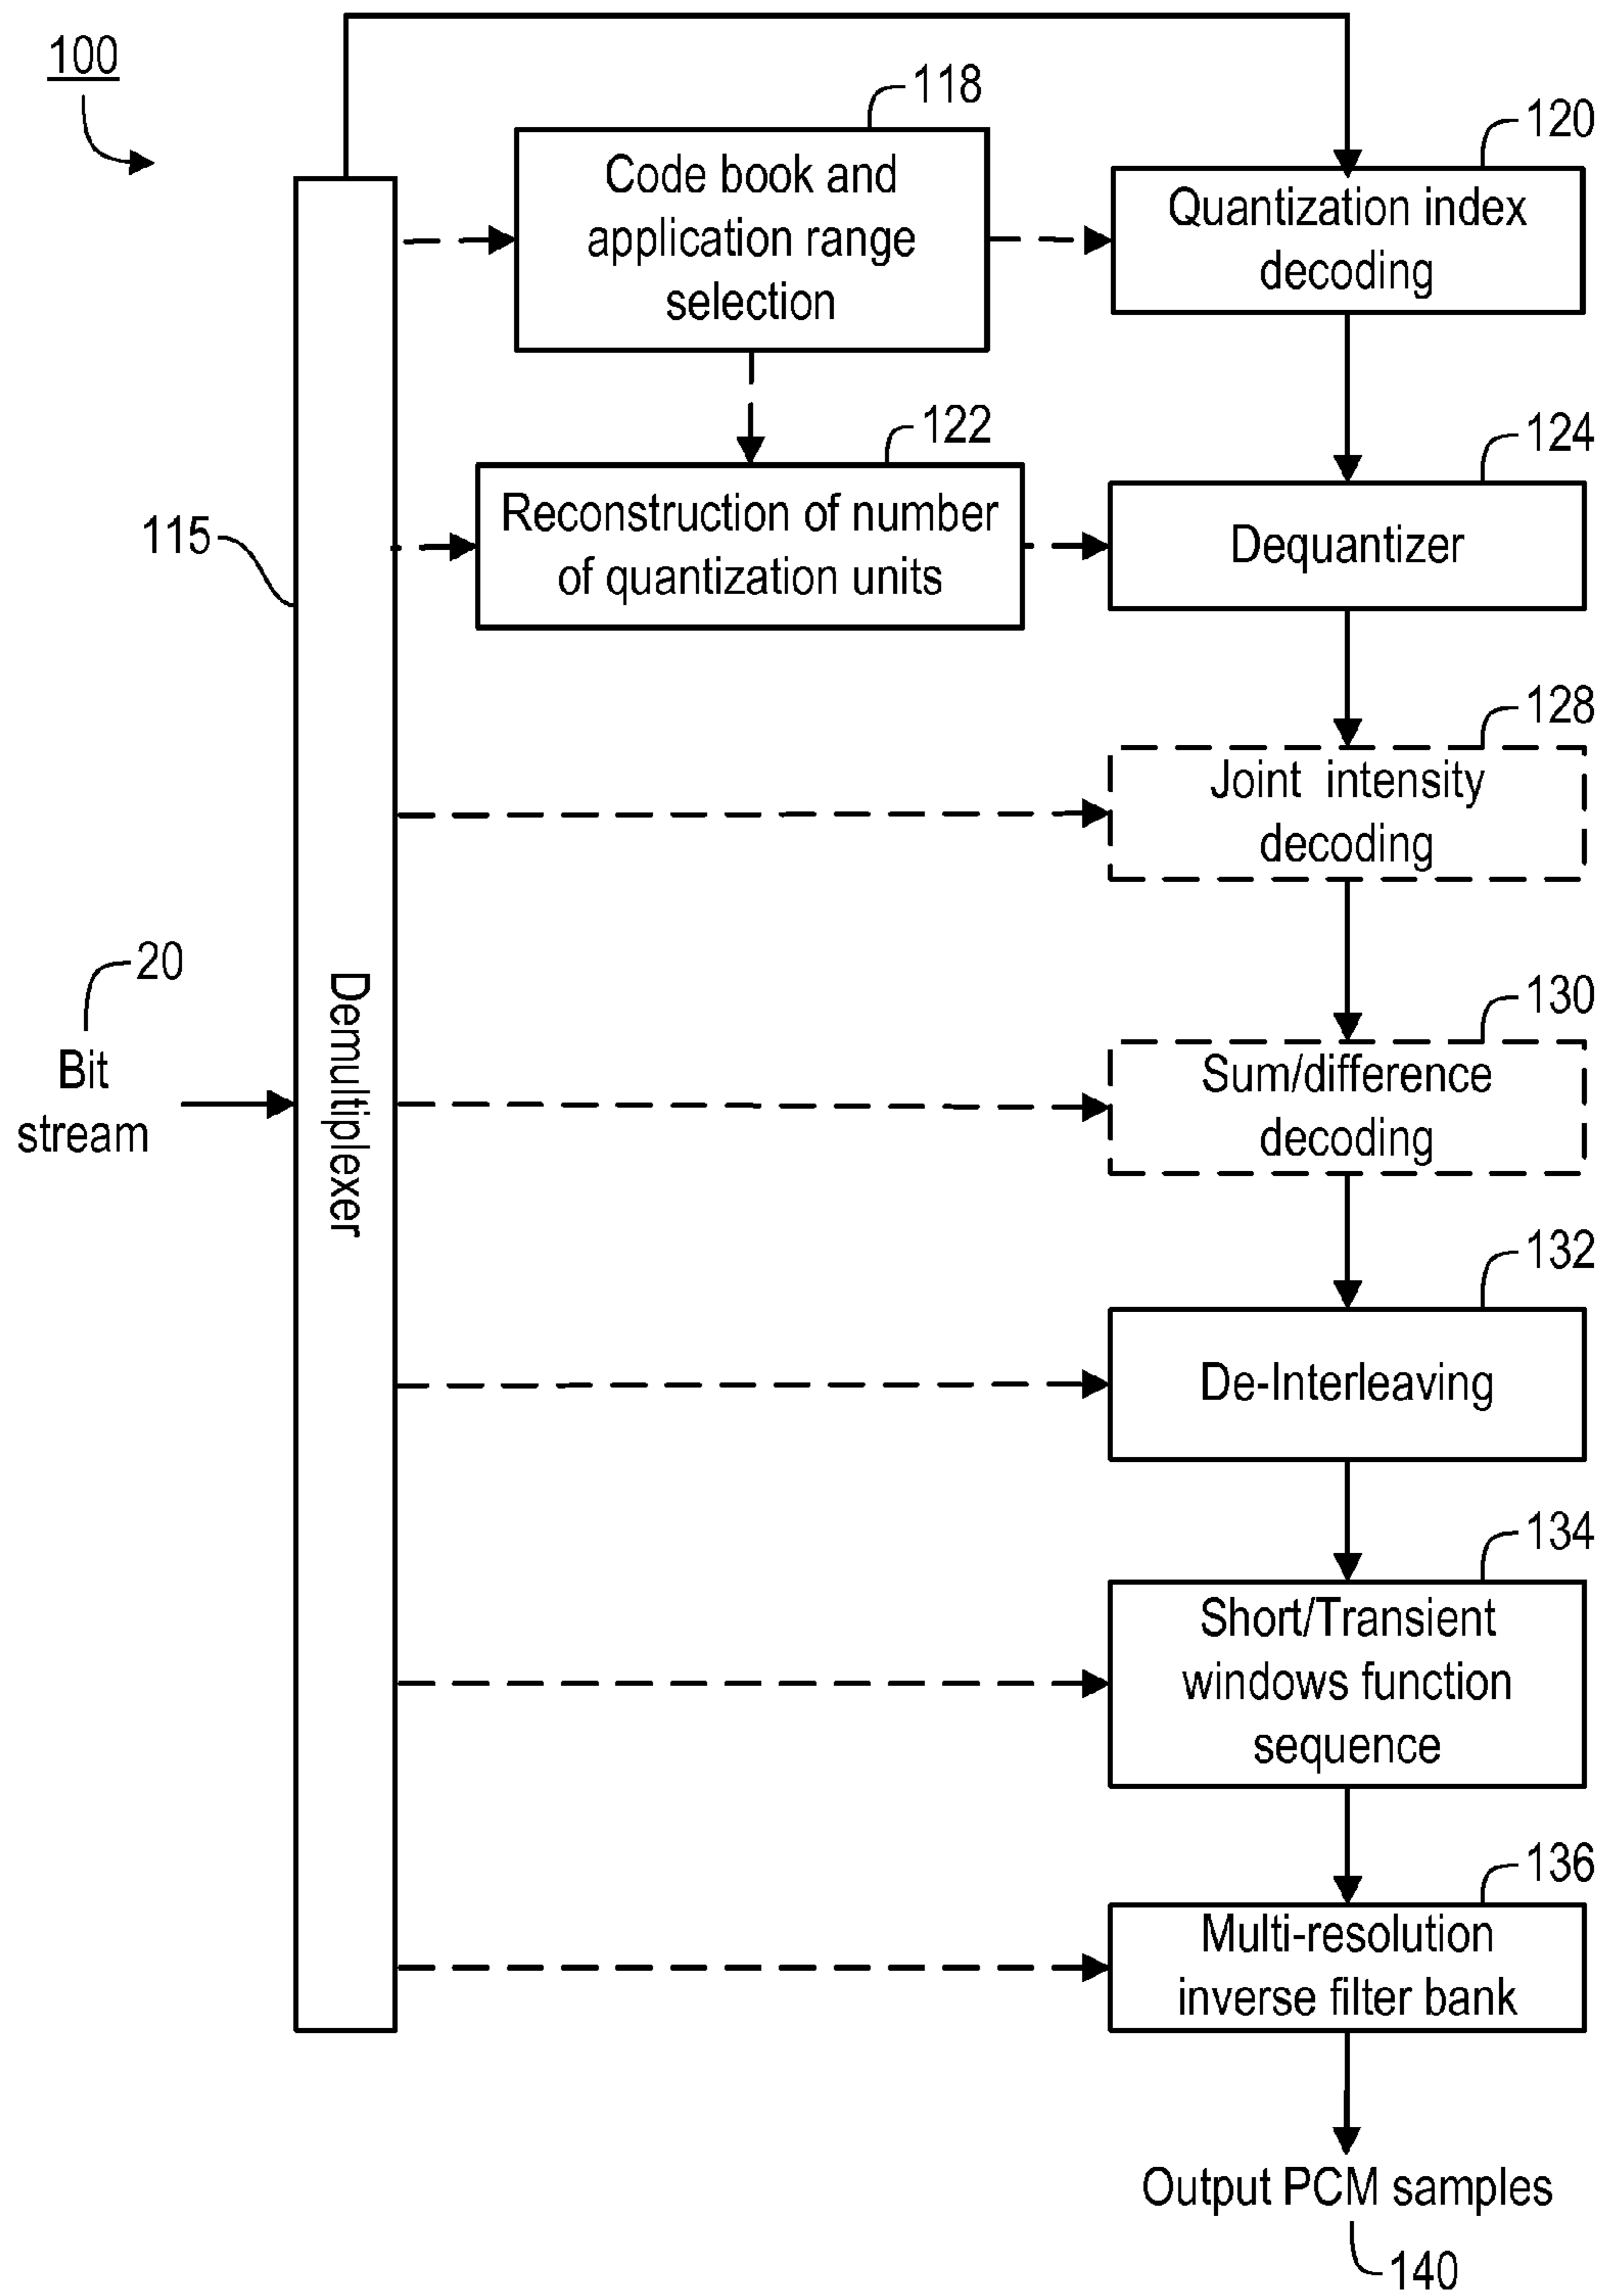 100
118
Code book and
application range
selection
120
Quantization index
decoding
122
Reconstruction of number
of quantization units
124
Dequantizer
115
128
Joint intensity
decoding
20
Bit
stream
Demultiplexer
130
Sum/difference
decoding
132
De-Interleaving
134
Short/Transient
windows function
sequence
136
Multi-resolution
inverse filter bank
Output PCM samples
140